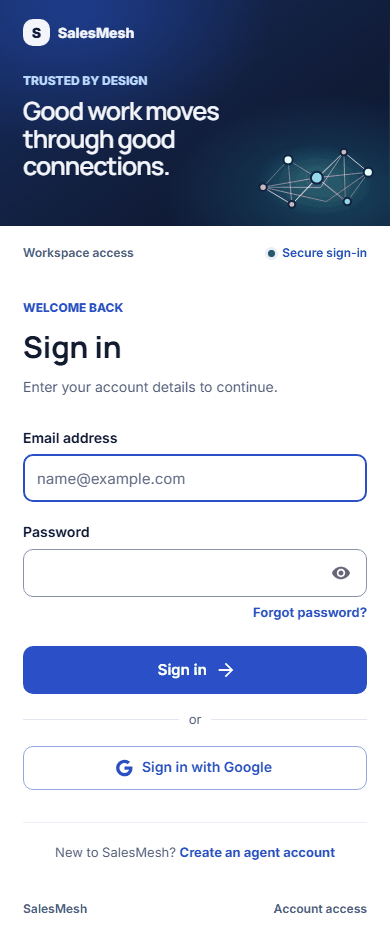 S SalesMesh
TRUSTED BY DESIGN
Good work moves
through good
connections.
Workspace access
Secure sign-in
WELCOME BACK
Sign in
Enter your account details to continue.
Email address
name@example.com
Password
Forgot password?
Sign in
or
G Sign in with Google
New to SalesMesh? Create an agent account
SalesMesh
Account access